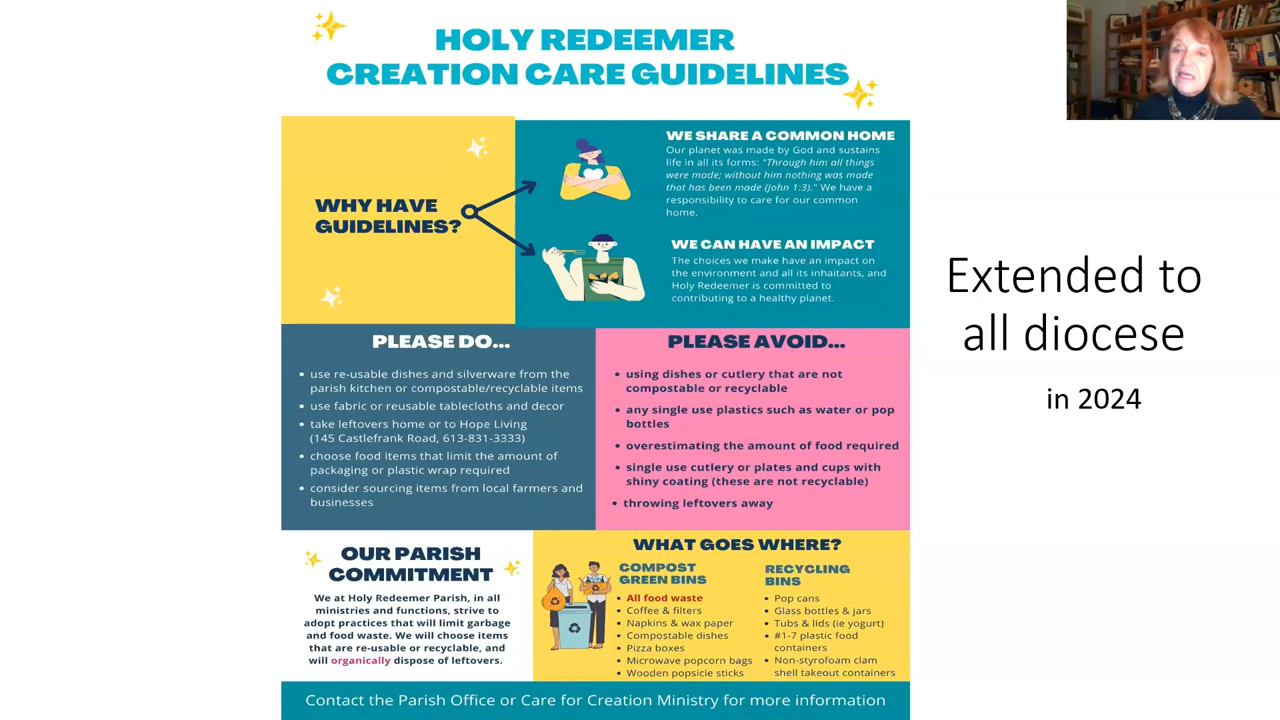 HOLY REDEEMER
CREATION CARE GUIDELINES
WHY HAVE
GUIDELINES?
WE SHARE A COMMON HOME
Our planet was made by God and sustains
life in all its forms: "Through him all things
were made; without him nothing was made
that has been made (John 1:3)." We have a
responsibility to care for our common
home.
WE CAN HAVE AN IMPACT
The choices we make have an impact on
the environment and all its inhaitants, and
Holy Redeemer is committed to
contributing to a healthy planet.
PLEASE DO...
• use re-usable dishes and silverware from the
parish kitchen or compostable/recyclable items
• use fabric or reusable tablecloths and decor
• take leftovers home or to Hope Living
(145 Castlefrank Road, 613-831-3333)
• choose food items that limit the amount of
packaging or plastic wrap required
• consider sourcing items from local farmers and
businesses
PLEASE AVOID...
• using dishes or cutlery that are not
compostable or recyclable
• any single use plastics such as water or pop
bottles
• overestimating the amount of food required
• single use cutlery or plates and cups with
shiny coating (these are not recyclable)
• throwing leftovers away
OUR PARISH
COMMITMENT
We at Holy Redeemer Parish, in all
ministries and functions, strive to
adopt practices that will limit garbage
and food waste. We will choose items
that are re-usable or recyclable, and
will organically dispose of leftovers.
WHAT GOES WHERE?
COMPOST
GREEN BINS
• All food waste
• Coffee & filters
• Napkins & wax paper
• Compostable dishes
• Pizza boxes
• Microwave popcorn bags
• Wooden popsicle sticks
RECYCLING
BINS
• Pop cans
• Glass bottles & jars
• Tubs & lids (ie yogurt)
• #1-7 plastic food
containers
• Non-styrofoam clam
shell takeout containers
Contact the Parish Office or Care for Creation Ministry for more information
Extended to
all diocese
in 2024